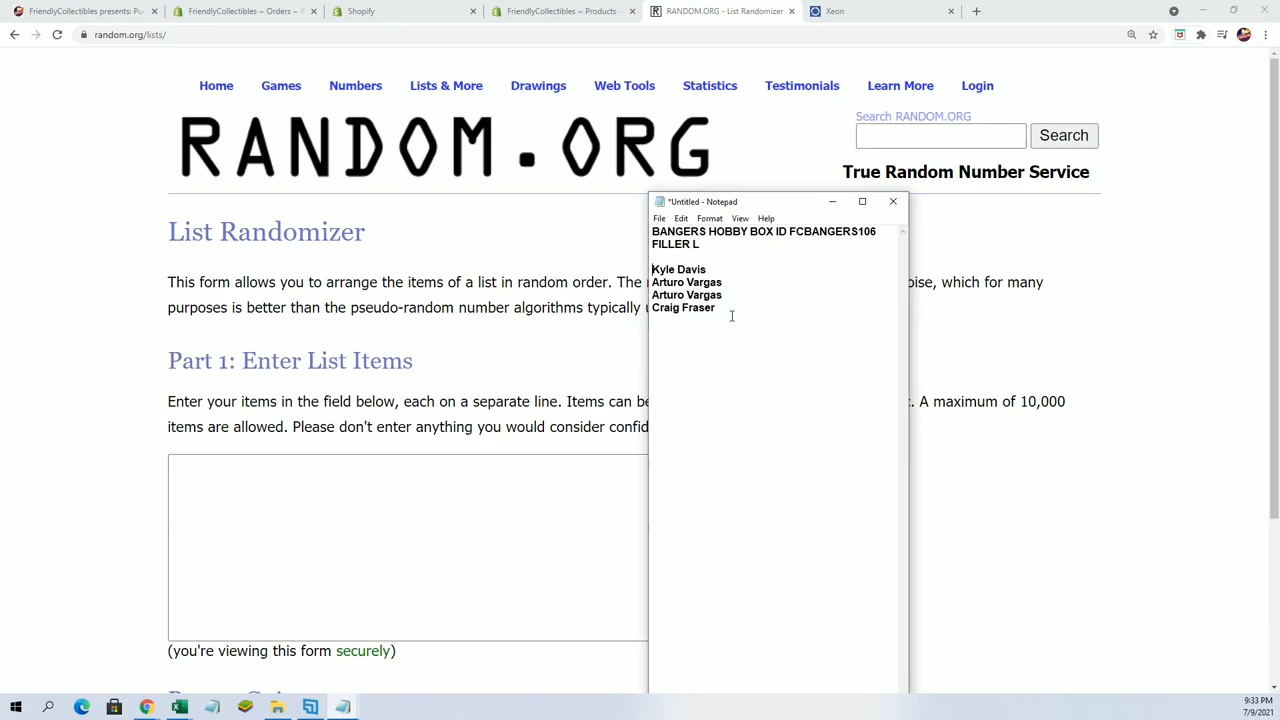 FriendlyCollectibles presents: Pu
FriendlyCollectibles ~ Orders ~
Shopify
FriendlyCollectibles ~ Products ~
RANDOM.ORG - List Randomizer
Xeon
random.org/lists/
Home Games Numbers Lists & More Drawings Web Tools Statistics Testimonials Learn More Login
RANDOM.ORG
Search RANDOM.ORG
Search
True Random Number Service
*Untitled - Notepad
File Edit Format View Help
BANGERS HOBBY BOX ID FCBANGERS106
FILLER L
Kyle Davis
Arturo Vargas
Arturo Vargas
Craig Fraser
List Randomizer
This form allows you to arrange the items of a list in random order. The oise, which for many
purposes is better than the pseudo-random number algorithms typically
Part 1: Enter List Items
Enter your items in the field below, each on a separate line. Items can be A maximum of 10,000
items are allowed. Please don't enter anything you would consider confid
(you're viewing this form securely)
9:33 PM
7/9/2021